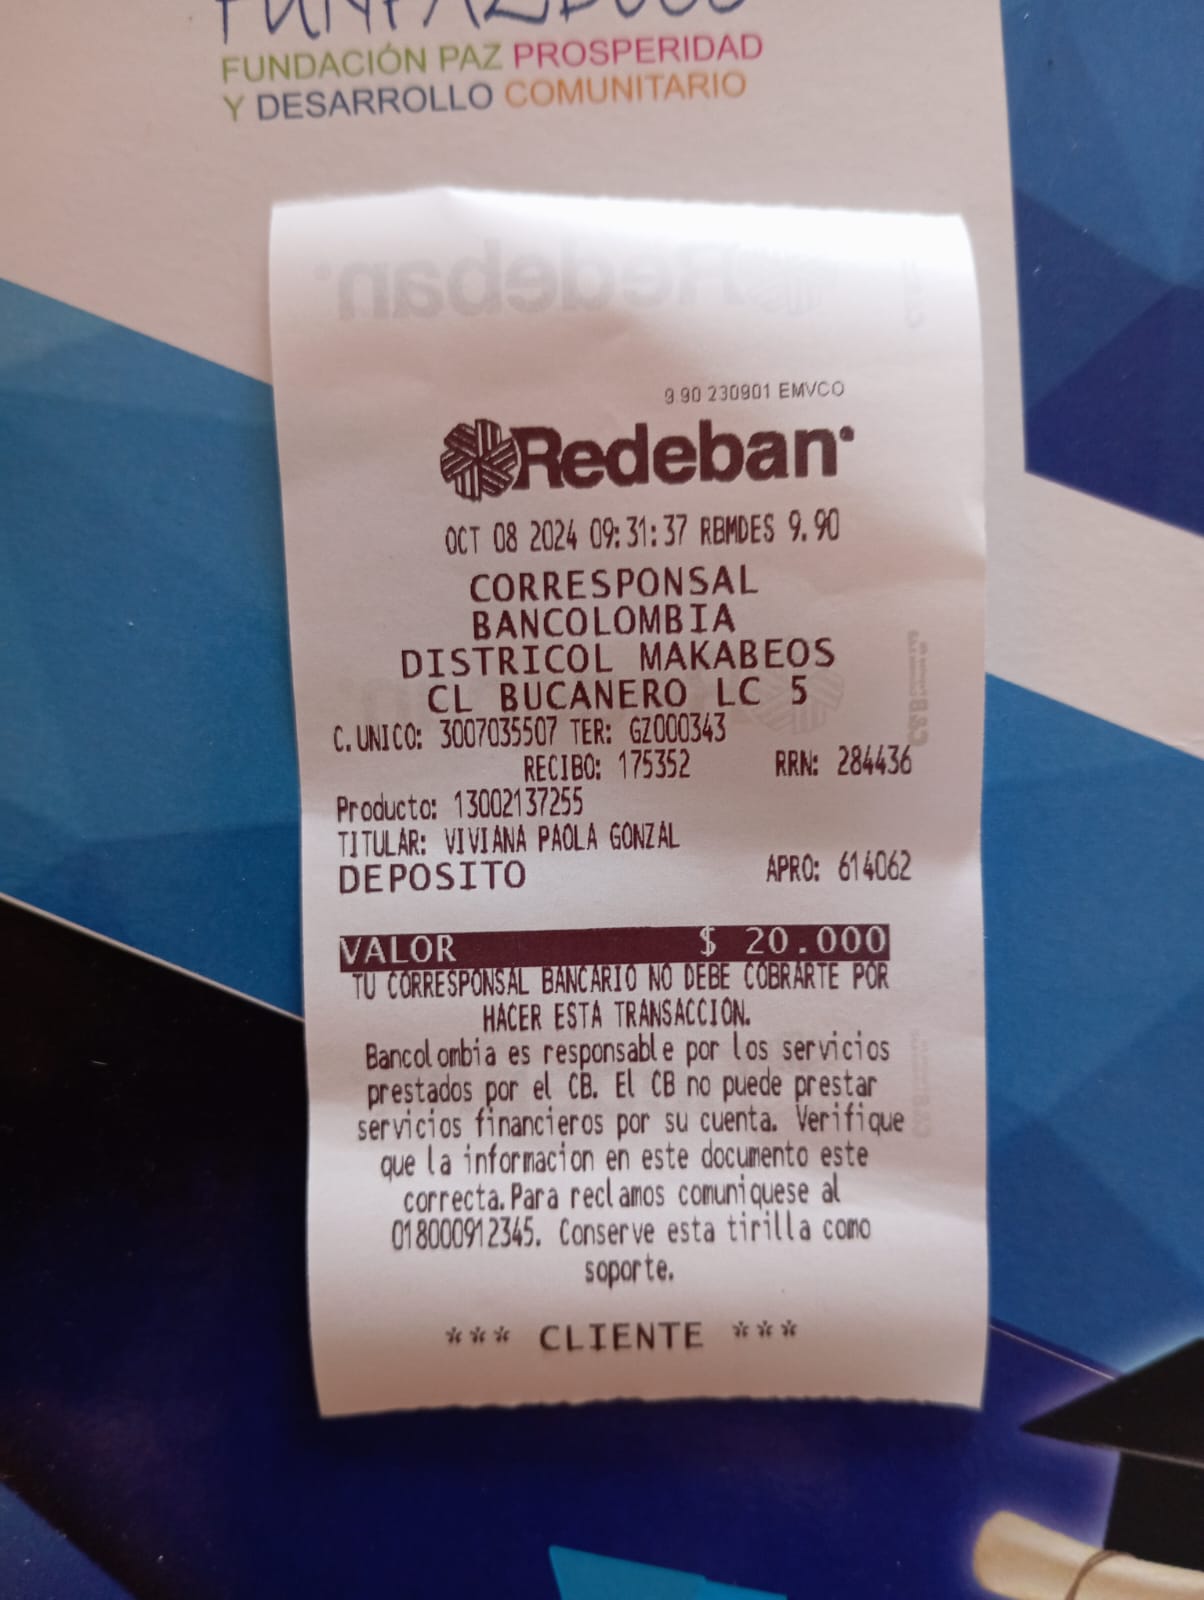 FUNDACIÓN PAZ PROSPERIDAD
Y DESARROLLO COMUNITARIO
Redeban
9.90 230901 EMVCO
Redeban
OCT 08 2024 09:31:37 RBMDES 9.90
CORRESPONSAL
BANCOLOMBIA
DISTRICOL MAKABEOS
CL BUCANERO LC 5
C.UNICO: 3007035507 TER: GZ000343
RECIBO: 175352 RRN: 284436
Producto: 13002137255
TITULAR: VIVIANA PAOLA GONZAL
DEPOSITO APRO: 614062
VALOR $ 20.000
TU CORRESPONSAL BANCARIO NO DEBE COBRARTE POR
HACER ESTA TRANSACCION.
Bancolombia es responsable por los servicios
prestados por el CB. El CB no puede prestar
servicios financieros por su cuenta. Verifique
que la informacion en este documento este
correcta.Para reclamos comuniquese al
018000912345. Conserve esta tirilla como
soporte.
*** CLIENTE ***